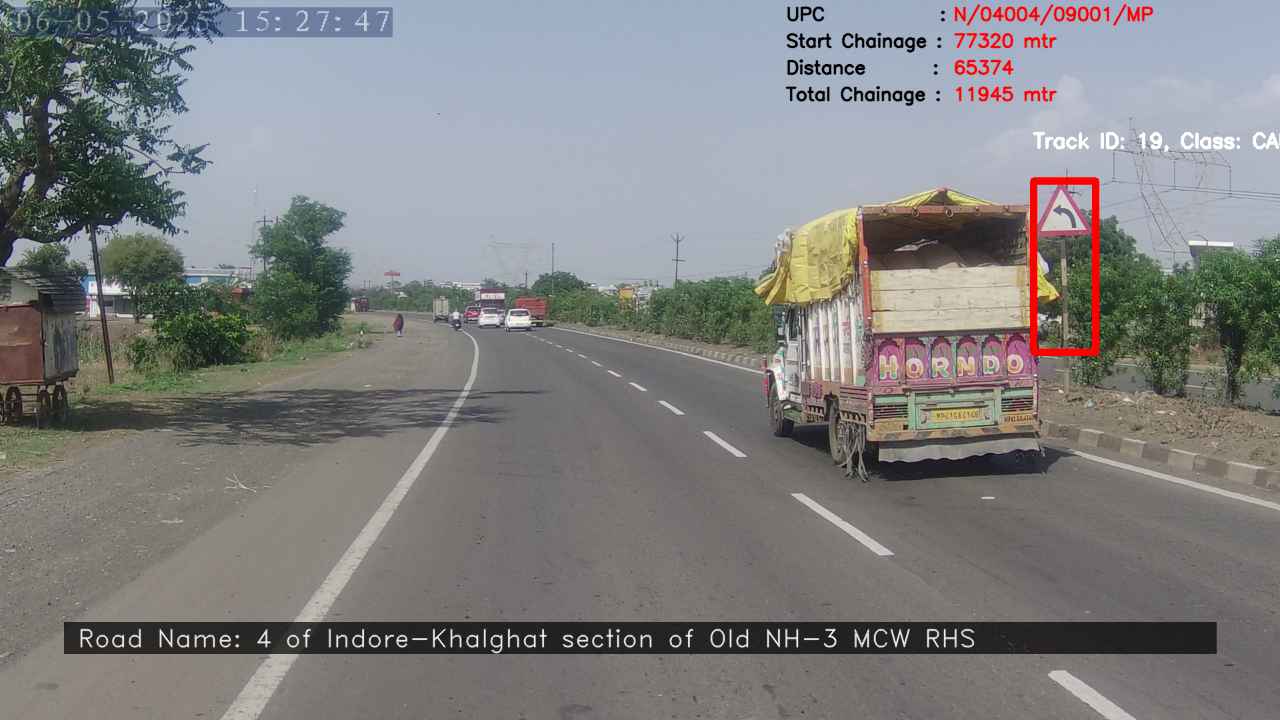 06-05-2025 15:27:47
UPC : N/04004/09001/MP
Start Chainage : 77320 mtr
Distance : 65374
Total Chainage : 11945 mtr
Track ID: 19, Class: CA
HORN DO
Road Name: 4 of Indore-Khalghat section of Old NH-3 MCW RHS